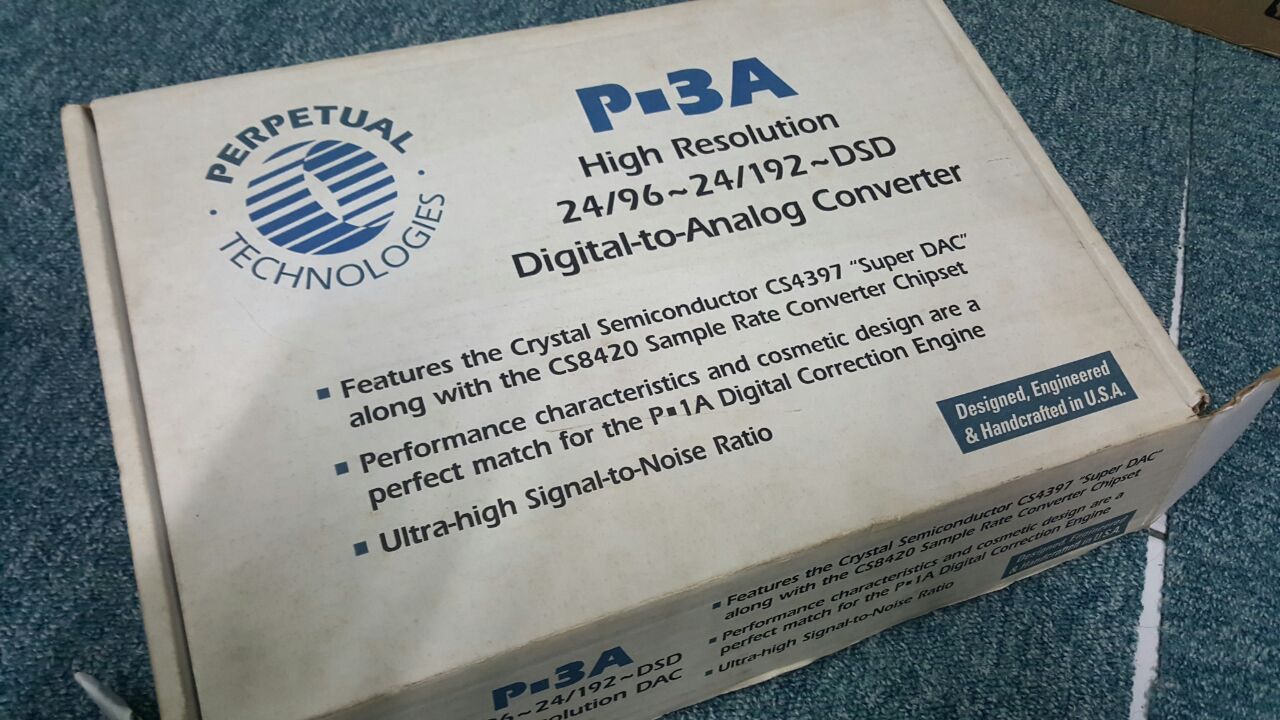 PERPETUAL
TECHNOLOGIES
P▪3A
High Resolution
24/96~24/192~DSD
Digital-to-Analog Converter
▪ Features the Crystal Semiconductor CS4397 "Super DAC"
along with the CS8420 Sample Rate Converter Chipset
▪ Performance characteristics and cosmetic design are a
perfect match for the P▪1A Digital Correction Engine
▪ Ultra-high Signal-to-Noise Ratio
Designed, Engineered
& Handcrafted in U.S.A.
P▪3A
24/192~DSD
DAC
▪ Features the Crystal Semiconductor CS4397 "Super DAC"
along with the CS8420 Sample Rate Converter Chipset
▪ Performance characteristics and cosmetic design are a
perfect match for the P▪1A Digital Correction Engine
▪ Ultra-high Signal-to-Noise Ratio
Designed, Engineered
& Handcrafted in U.S.A.